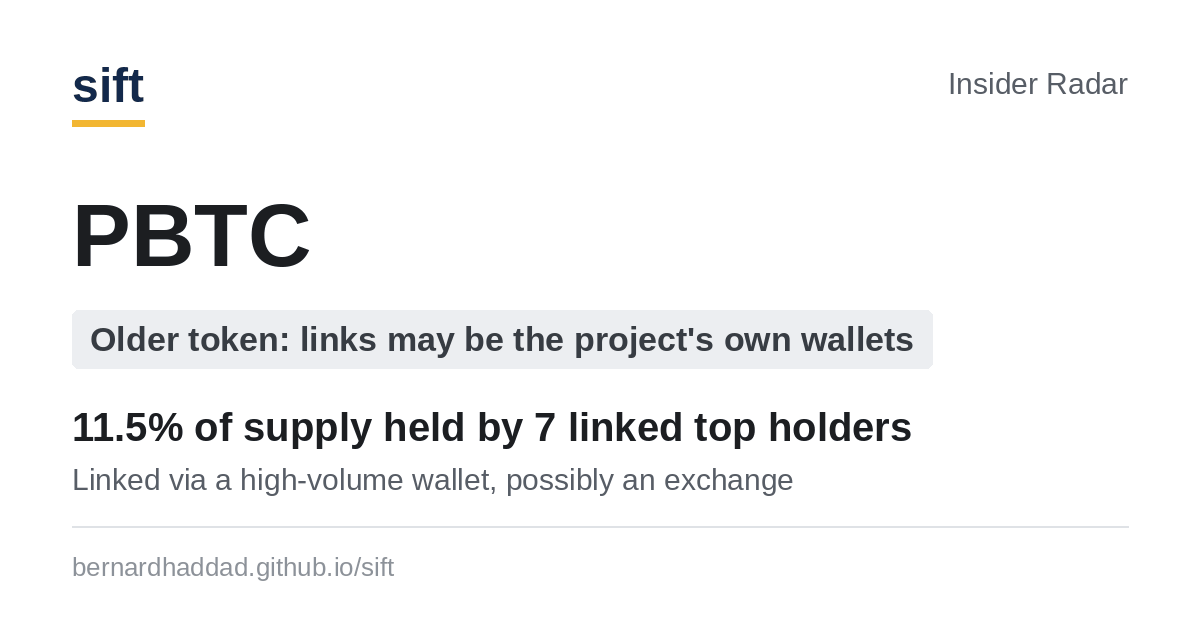 sift
Insider Radar
PBTC
Older token: links may be the project's own wallets
11.5% of supply held by 7 linked top holders
Linked via a high-volume wallet, possibly an exchange
bernardhaddad.github.io/sift